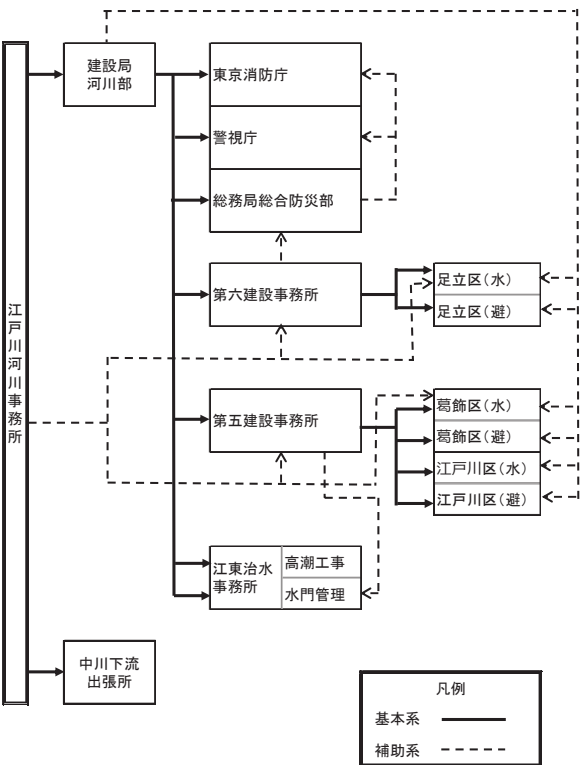 江戸川河川事務所
建設局
河川部
東京消防庁
警視庁
総務局総合防災部
第六建設事務所
足立区(水)
足立区(避)
第五建設事務所
葛飾区(水)
葛飾区(避)
江戸川区(水)
江戸川区(避)
江東治水
事務所
高潮工事
水門管理
中川下流
出張所
凡例
基本系
補助系